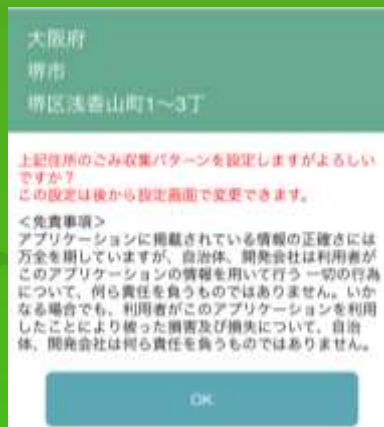 大阪府
堺市
堺区浅香山町1〜3丁
上記住所のごみ収集パターンを設定しますがよろしい
ですか？
この設定は後から設定画面で変更できます。
＜免責事項＞
アプリケーションに掲載されている情報の正確さには
万全を期していますが、自治体、開発会社は利用者が
このアプリケーションの情報を用いて行う一切の行為
について、何ら責任を負うものではありません。いか
なる場合でも、利用者がこのアプリケーションを利用
したことにより被った損害及び損失について、自治
体、開発会社は何ら責任を負うものではありません。
OK